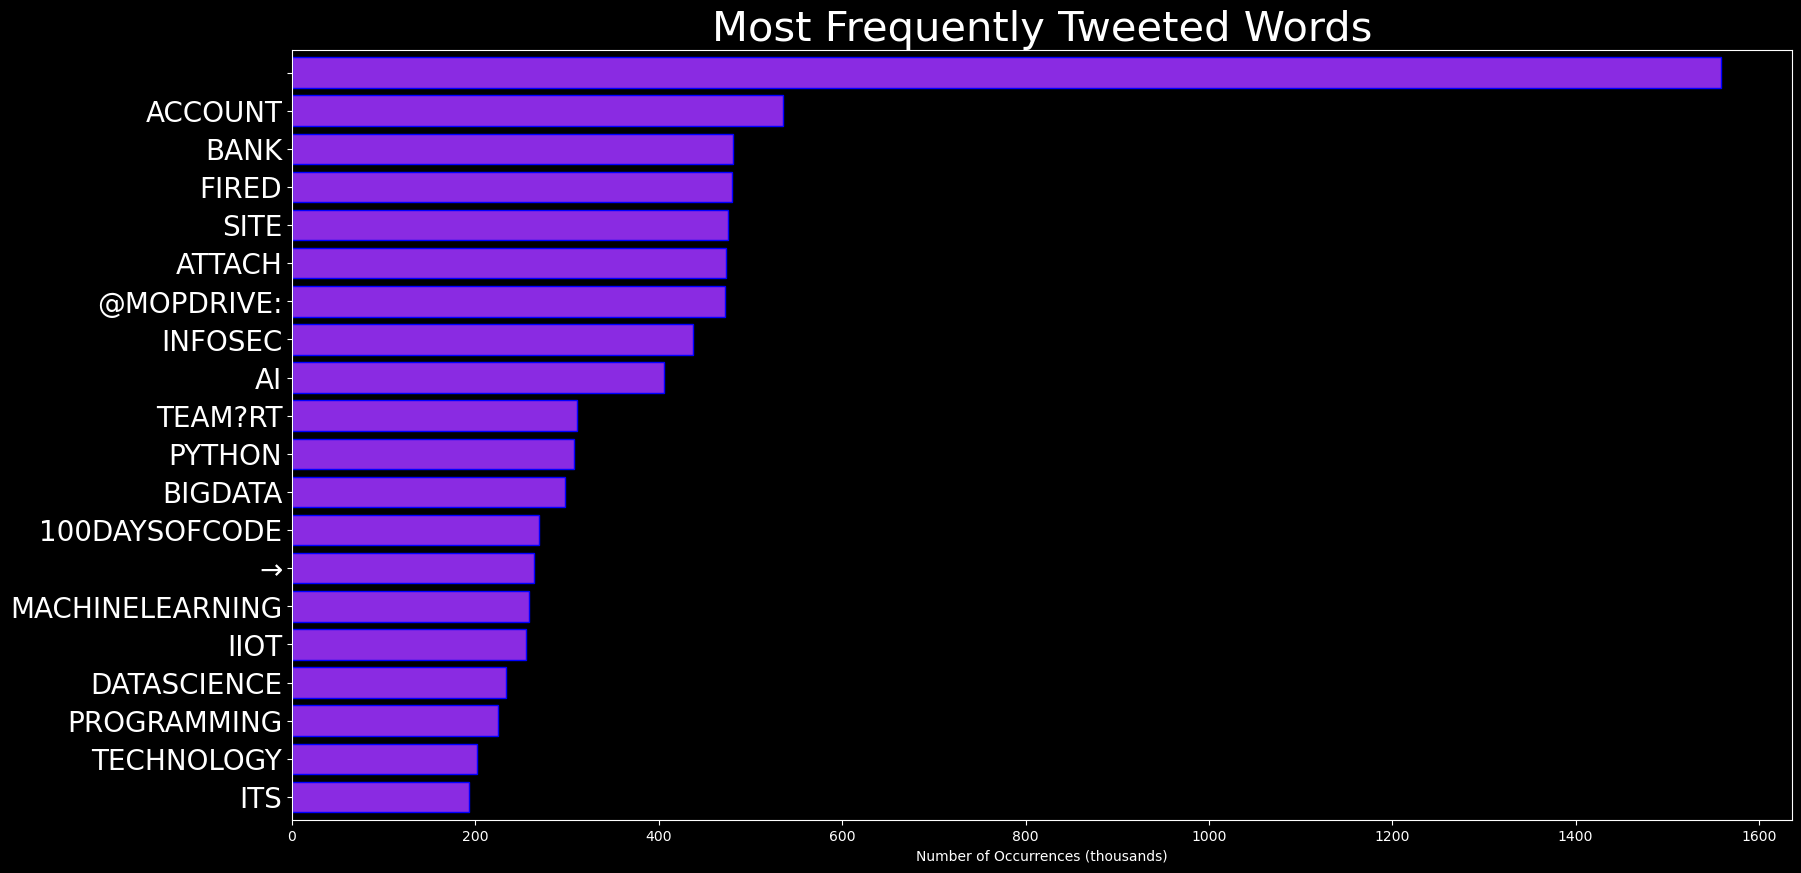 Most Frequently Tweeted Words
ACCOUNT
BANK
FIRED
SITE
ATTACH
@MOPDRIVE:
INFOSEC
AI
TEAM?RT
PYTHON
BIGDATA
100DAYSOFCODE
→
MACHINELEARNING
IIOT
DATASCIENCE
PROGRAMMING
TECHNOLOGY
ITS
0 200 400 600 800 1000 1200 1400 1600
Number of Occurrences (thousands)